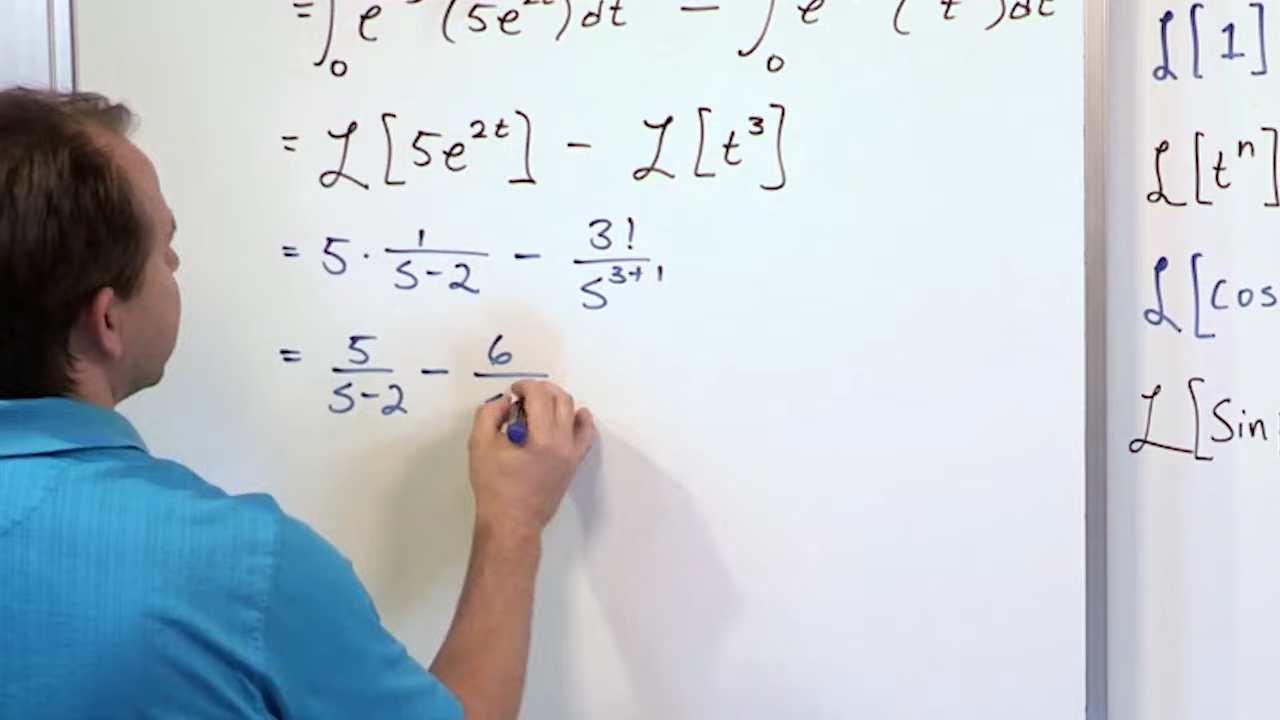 = ∫₀ e (5e²ᵗ) dt − ∫₀ e ( t ) dt
= ℒ[5e²ᵗ] − ℒ[t³]
= 5 · 1/(s−2) − 3!/s³⁺¹
= 5/(s−2) − 6/
ℒ[1]
ℒ[tⁿ]
ℒ[cos
ℒ[Sin